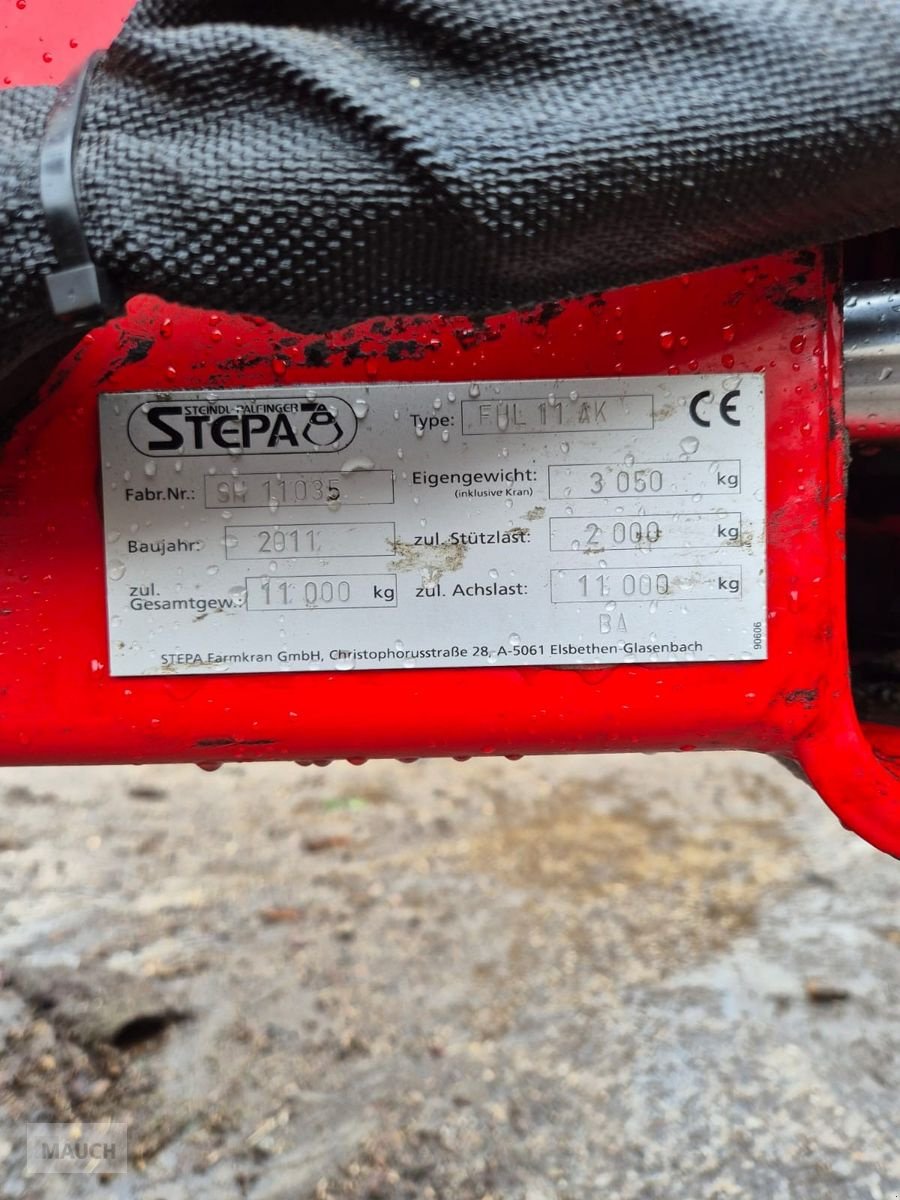 STEINDL-PALFINGER
STEPA
Type: FHL 11 AK
CE
Fabr.Nr.: SH 11035
Eigengewicht: 3 050 kg
(inklusive Kran)
Baujahr: 2011
zul. Stützlast: 2 000 kg
zul.
Gesamtgew.: 11 000 kg
zul. Achslast: 11 000 kg
BA
90606
STEPA Farmkran GmbH, Christophorusstraße 28, A-5061 Elsbethen-Glasenbach
MAUCH